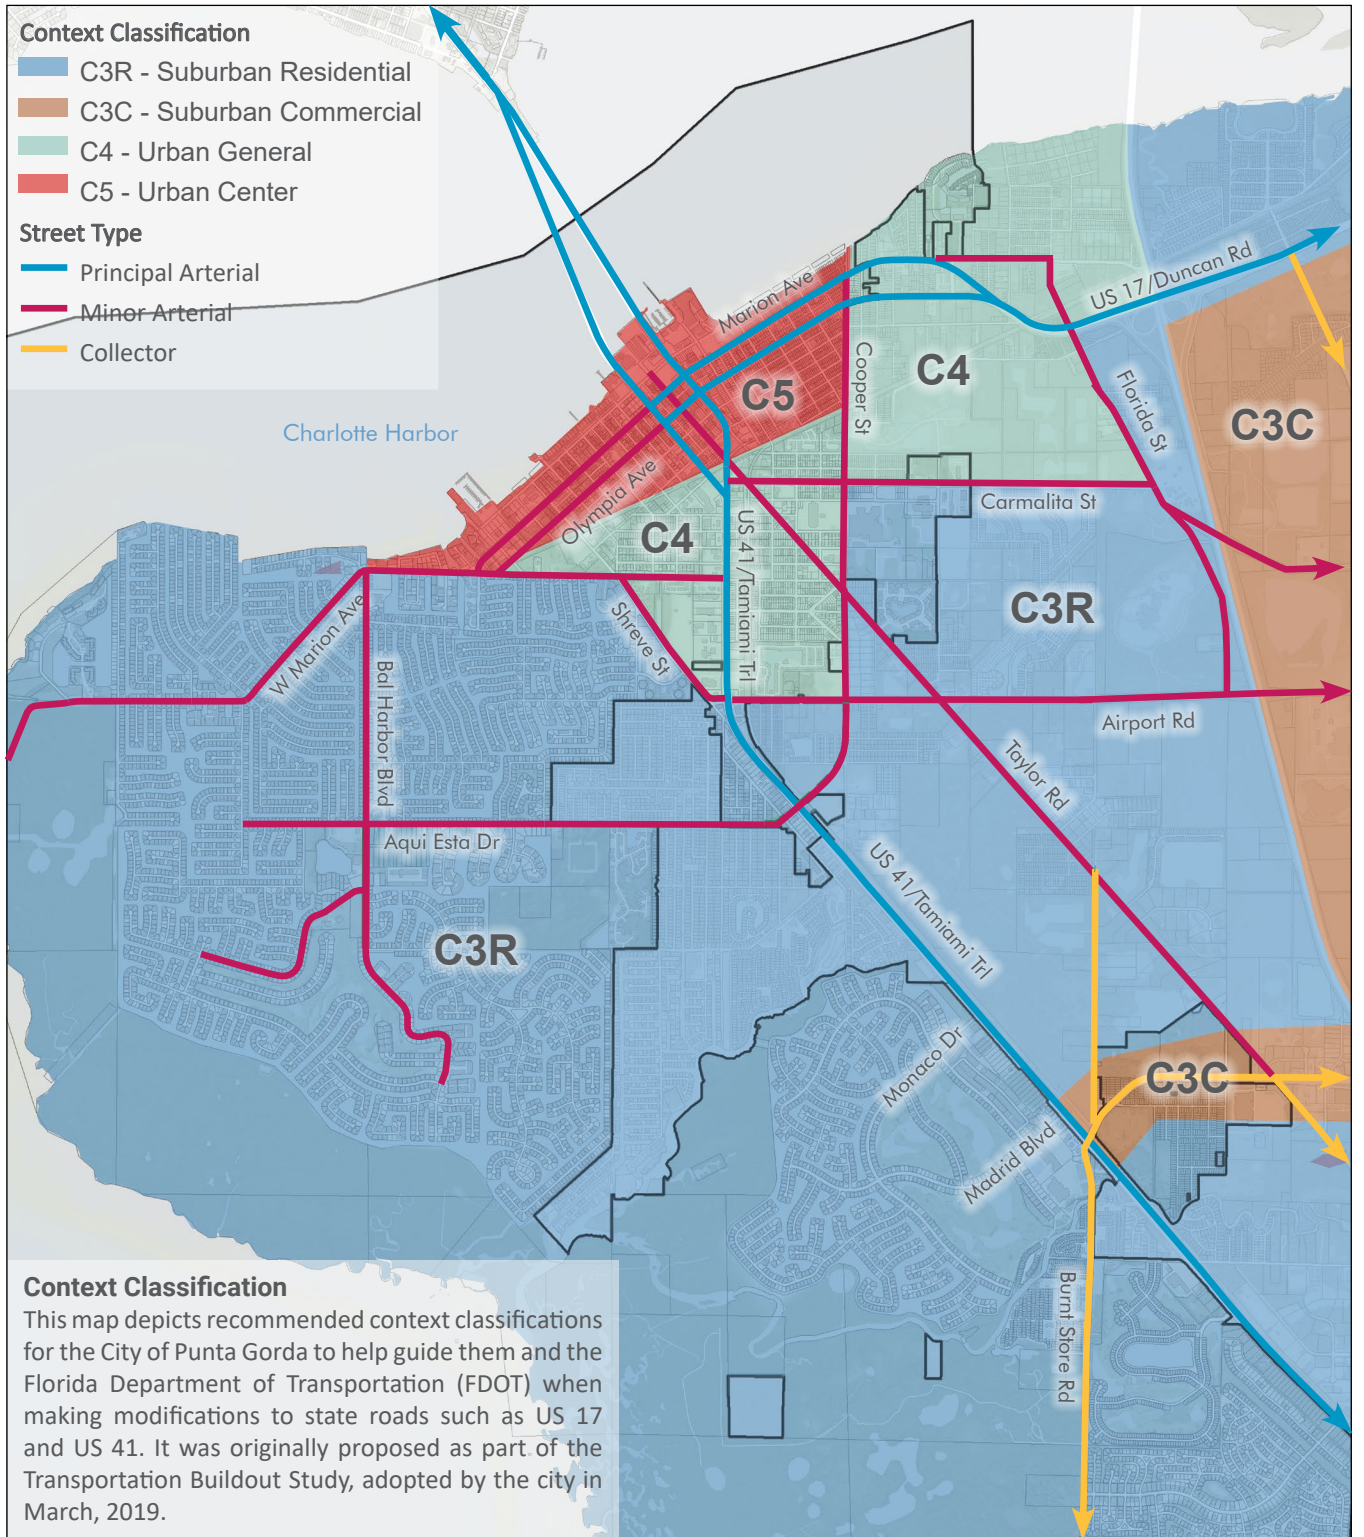 Context Classification
C3R - Suburban Residential
C3C - Suburban Commercial
C4 - Urban General
C5 - Urban Center
Street Type
Principal Arterial
Minor Arterial
Collector
Charlotte Harbor
Marion Ave
US 17/Duncan Rd
C5
Cooper St
C4
Florida St
C3C
Olympia Ave
C4
US 41/Tamiami Trl
Carmalita St
C3R
W Marion Ave
Shreve St
Bal Harbor Blvd
Airport Rd
Taylor Rd
Aqui Esta Dr
US 41/Tamiami Trl
C3R
Monaco Dr
C3C
Madrid Blvd
Burnt Store Rd
Context Classification
This map depicts recommended context classifications
for the City of Punta Gorda to help guide them and the
Florida Department of Transportation (FDOT) when
making modifications to state roads such as US 17
and US 41. It was originally proposed as part of the
Transportation Buildout Study, adopted by the city in
March, 2019.